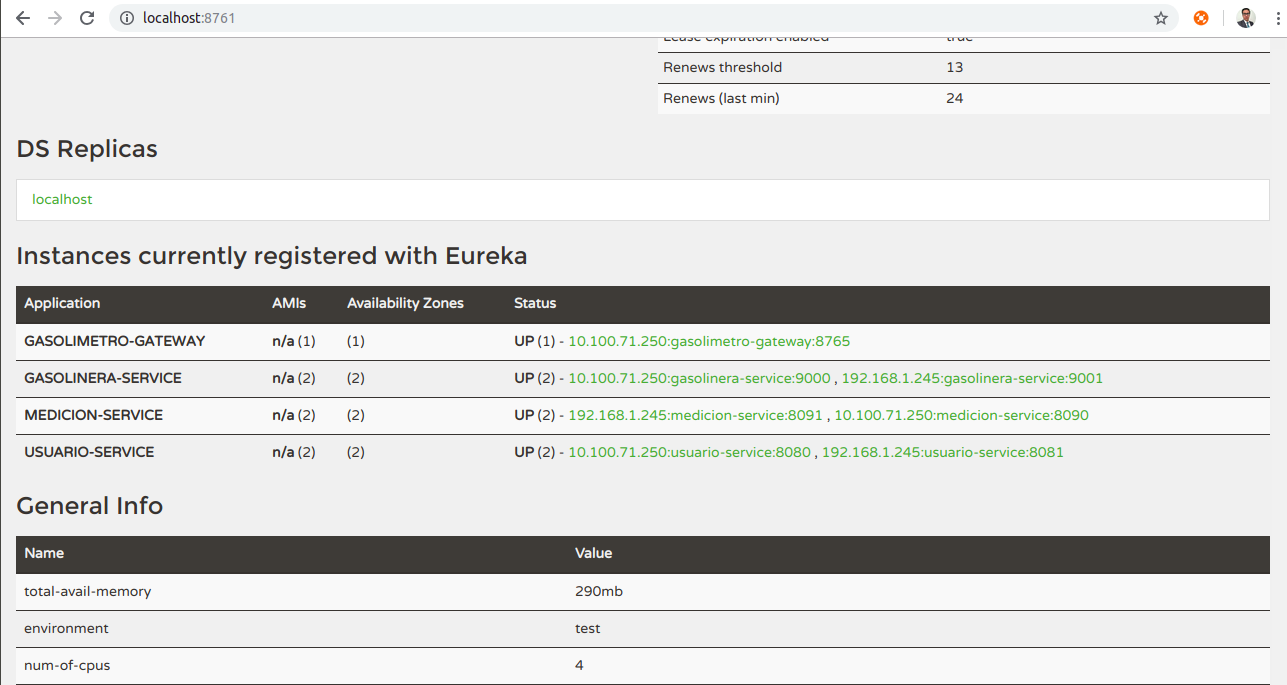 localhost:8761
Lease expiration enabled true
Renews threshold 13
Renews (last min) 24
DS Replicas
localhost
Instances currently registered with Eureka
Application AMIs Availability Zones Status
GASOLIMETRO-GATEWAY n/a (1) (1) UP (1) - 10.100.71.250:gasolimetro-gateway:8765
GASOLINERA-SERVICE n/a (2) (2) UP (2) - 10.100.71.250:gasolinera-service:9000 , 192.168.1.245:gasolinera-service:9001
MEDICION-SERVICE n/a (2) (2) UP (2) - 192.168.1.245:medicion-service:8091 , 10.100.71.250:medicion-service:8090
USUARIO-SERVICE n/a (2) (2) UP (2) - 10.100.71.250:usuario-service:8080 , 192.168.1.245:usuario-service:8081
General Info
Name Value
total-avail-memory 290mb
environment test
num-of-cpus 4